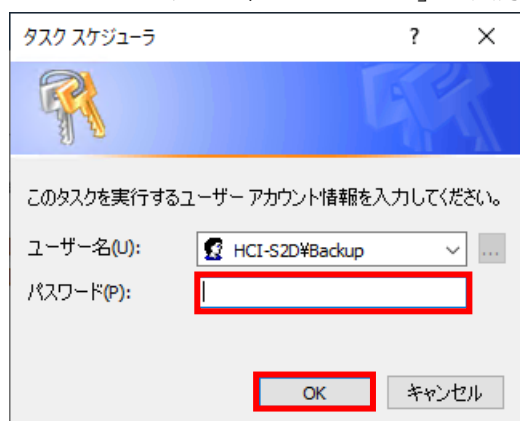 タスク スケジューラ
このタスクを実行するユーザー アカウント情報を入力してください。
ユーザー名(U): HCI-S2D¥Backup ...
パスワード(P):
OK キャンセル